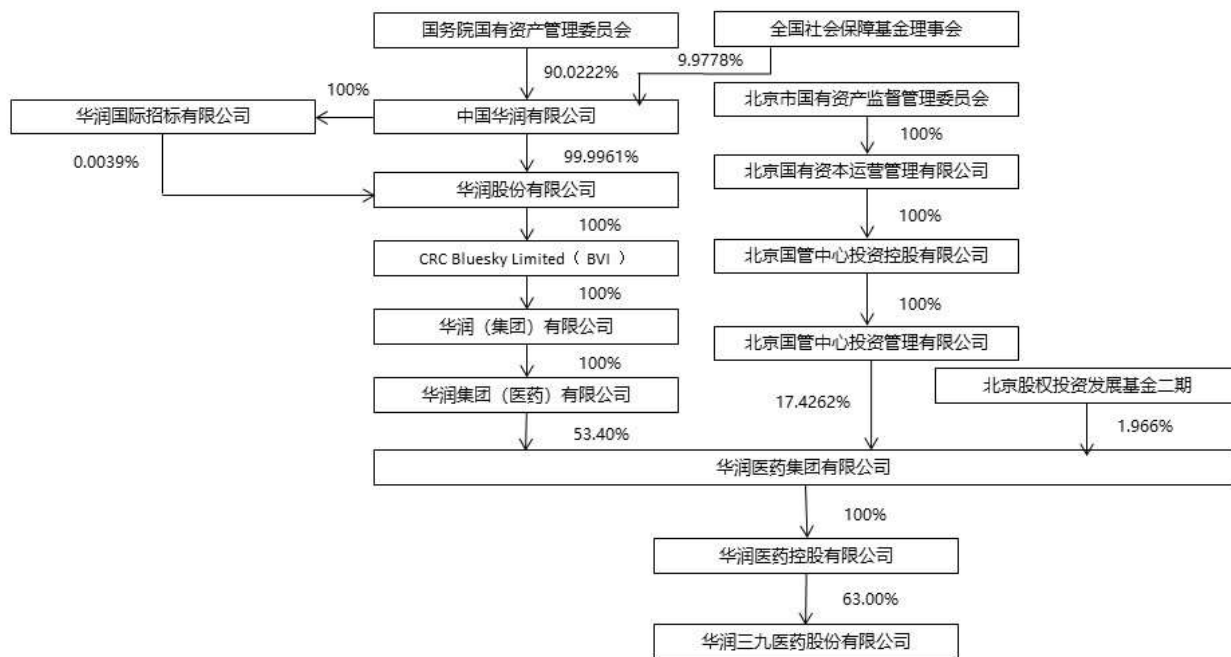 国务院国有资产管理委员会
全国社会保障基金理事会
90.0222%
9.9778%
100%
华润国际招标有限公司
中国华润有限公司
北京市国有资产监督管理委员会
0.0039%
99.9961%
100%
华润股份有限公司
北京国有资本运营管理有限公司
100%
100%
CRC Bluesky Limited（ BVI ）
北京国管中心投资控股有限公司
100%
100%
华润（集团）有限公司
北京国管中心投资管理有限公司
100%
华润集团（医药）有限公司
北京股权投资发展基金二期
53.40%
17.4262%
1.966%
华润医药集团有限公司
100%
华润医药控股有限公司
63.00%
华润三九医药股份有限公司